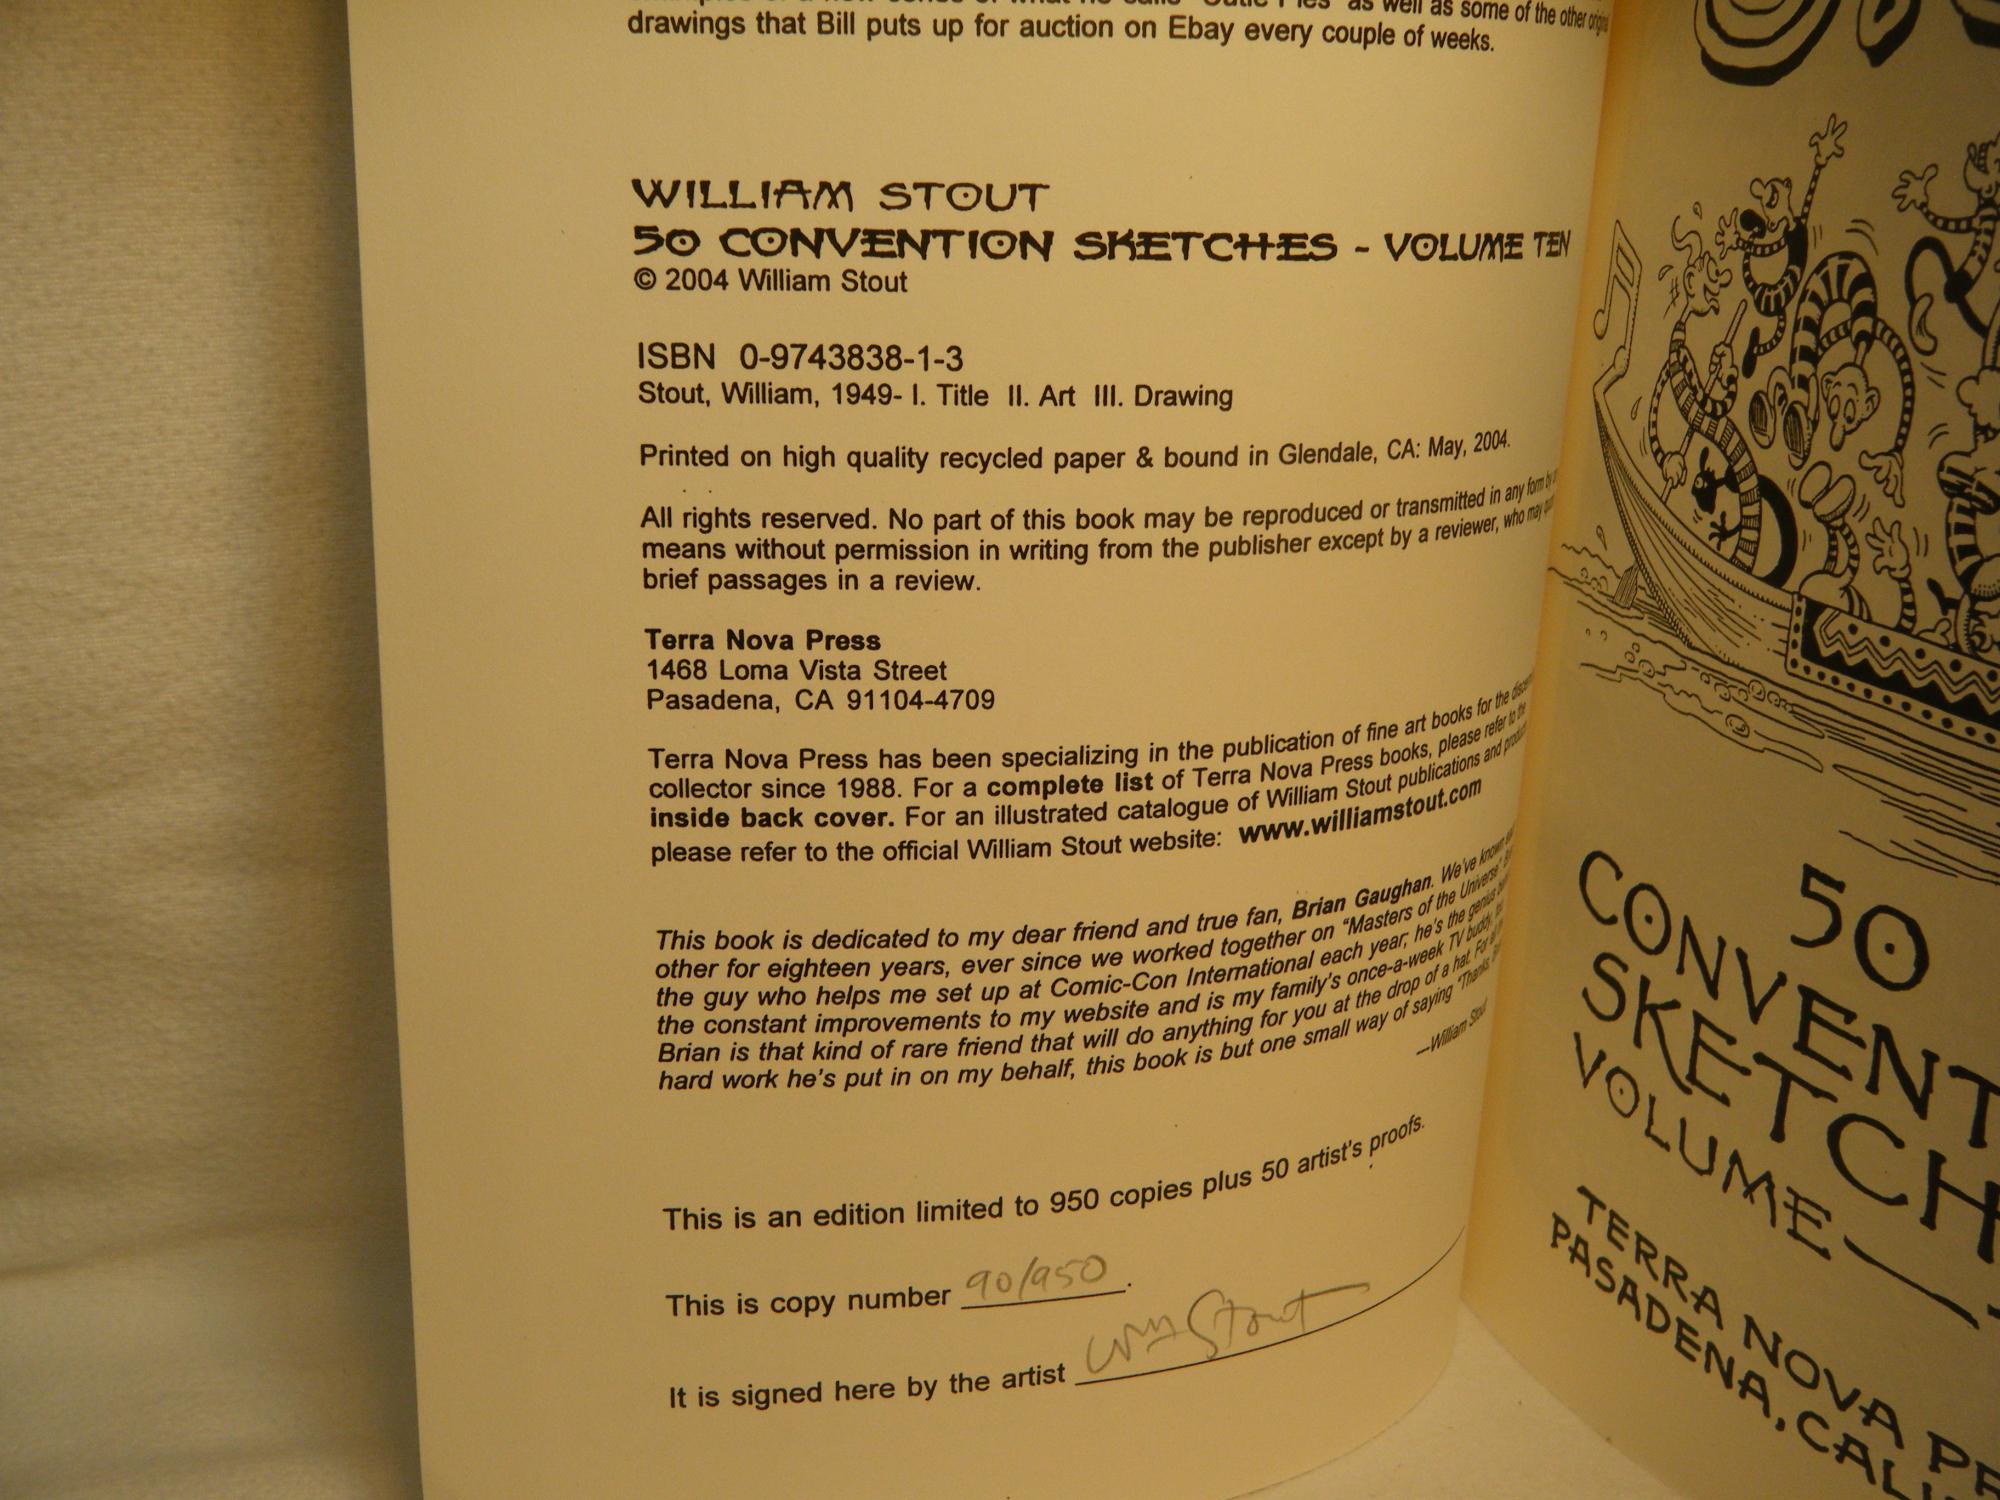 "Cutie Pies" as well as some of the other
drawings that Bill puts up for auction on Ebay every couple of weeks.
WILLIAM STOUT
50 CONVENTION SKETCHES - VOLUME TEN
© 2004 William Stout
ISBN 0-9743838-1-3
Stout, William, 1949- I. Title II. Art III. Drawing
Printed on high quality recycled paper & bound in Glendale, CA: May, 2004.
All rights reserved. No part of this book may be reproduced or transmitted in any form by
means without permission in writing from the publisher except by a reviewer, who may
brief passages in a review.
Terra Nova Press
1468 Loma Vista Street
Pasadena, CA 91104-4709
Terra Nova Press has been specializing in the publication of fine art books for the
collector since 1988. For a complete list of Terra Nova Press books, please refer to the
inside back cover. For an illustrated catalogue of William Stout publications and
please refer to the official William Stout website: www.williamstout.com
This book is dedicated to my dear friend and true fan, Brian Gaughan. We've known
other for eighteen years, ever since we worked together on "Masters of the Universe"
the guy who helps me set up at Comic-Con International each year, he's the genius
the constant improvements to my website and is my family's once-a-week TV buddy,
Brian is that kind of rare friend that will do anything for you at the drop of a hat. For
hard work he's put in on my behalf, this book is but one small way of saying "Thanks,
—William Stout
This is an edition limited to 950 copies plus 50 artist's proofs.
This is copy number 90/950.
It is signed here by the artist Wm Stout
50
CONVENT
SKETCH
VOLUME
TERRA NOVA
PASADENA,